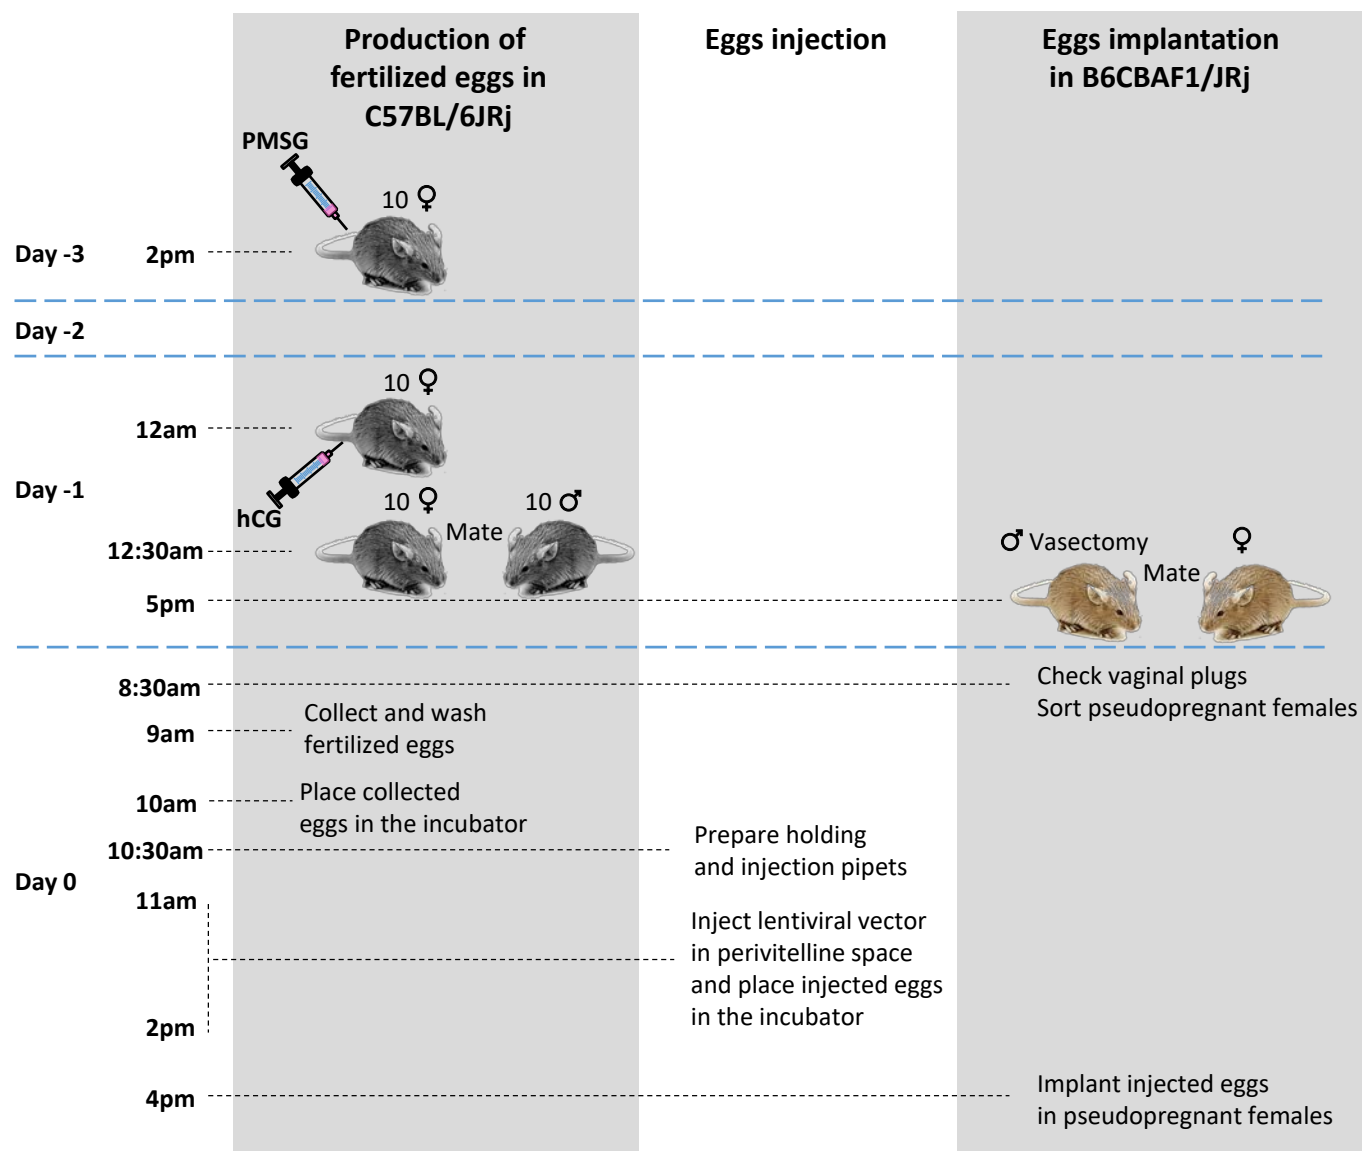 Production of
fertilized eggs in
C57BL/6JRj
Eggs injection
Eggs implantation
in B6CBAF1/JRj
PMSG
10 ♀
Day -3
2pm
Day -2
10 ♀
12am
Day -1
hCG
10 ♀
Mate
10 ♂
12:30am
♂ Vasectomy
Mate
♀
5pm
8:30am
Check vaginal plugs
Sort pseudopregnant females
9am
Collect and wash
fertilized eggs
10am
Place collected
eggs in the incubator
10:30am
Prepare holding
and injection pipets
Day 0
11am
Inject lentiviral vector
in perivitelline space
and place injected eggs
in the incubator
2pm
4pm
Implant injected eggs
in pseudopregnant females